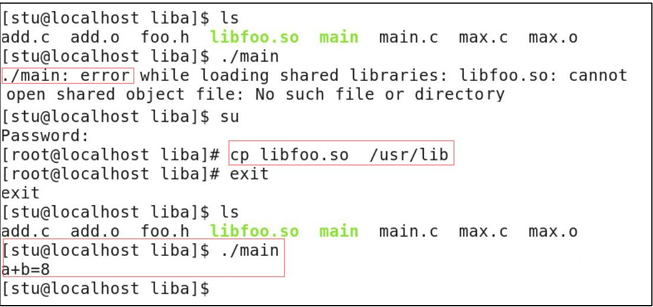 [stu@localhost liba]$ ls
add.c  add.o  foo.h  libfoo.so  main  main.c  max.c  max.o
[stu@localhost liba]$ ./main
./main: error while loading shared libraries: libfoo.so: cannot
open shared object file: No such file or directory
[stu@localhost liba]$ su
Password:
[root@localhost liba]# cp libfoo.so  /usr/lib
[root@localhost liba]# exit
exit
[stu@localhost liba]$ ls
add.c  add.o  foo.h  libfoo.so  main  main.c  max.c  max.o
[stu@localhost liba]$ ./main
a+b=8
[stu@localhost liba]$